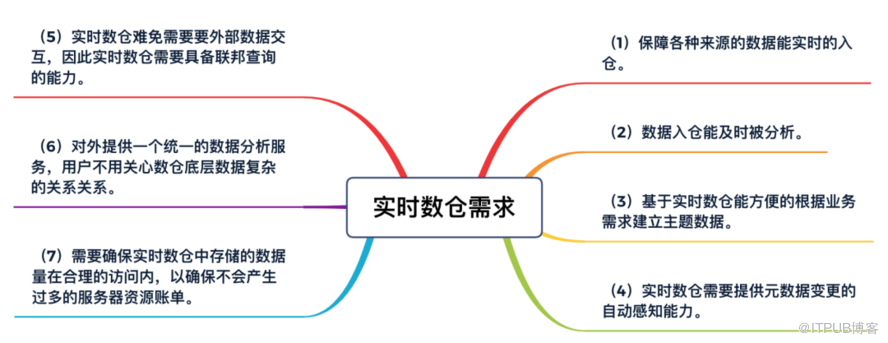 （5）实时数仓难免需要要外部数据交
互，因此实时数仓需要具备联邦查询
的能力。
（6）对外提供一个统一的数据分析服
务，用户不用关心数仓底层数据复杂
的关系关系。
（7）需要确保实时数仓中存储的数据
量在合理的访问内，以确保不会产生
过多的服务器资源账单。
实时数仓需求
（1）保障各种来源的数据能实时的入
仓。
（2）数据入仓能及时被分析。
（3）基于实时数仓能方便的根据业务
需求建立主题数据。
（4）实时数仓需要提供元数据变更的
自动感知能力。
@ITPUB博客